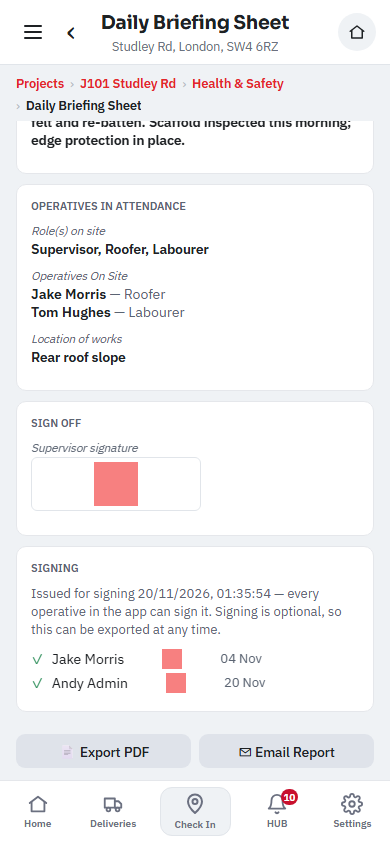 Daily Briefing Sheet
Studley Rd, London, SW4 6RZ
Projects › J101 Studley Rd › Health & Safety
› Daily Briefing Sheet
felt and re-batten. Scaffold inspected this morning;
edge protection in place.
OPERATIVES IN ATTENDANCE
Role(s) on site
Supervisor, Roofer, Labourer
Operatives On Site
Jake Morris — Roofer
Tom Hughes — Labourer
Location of works
Rear roof slope
SIGN OFF
Supervisor signature
SIGNING
Issued for signing 20/11/2026, 01:35:54 — every
operative in the app can sign it. Signing is optional, so
this can be exported at any time.
✓ Jake Morris 04 Nov
✓ Andy Admin 20 Nov
Export PDF Email Report
10
Home Deliveries Check In HUB Settings